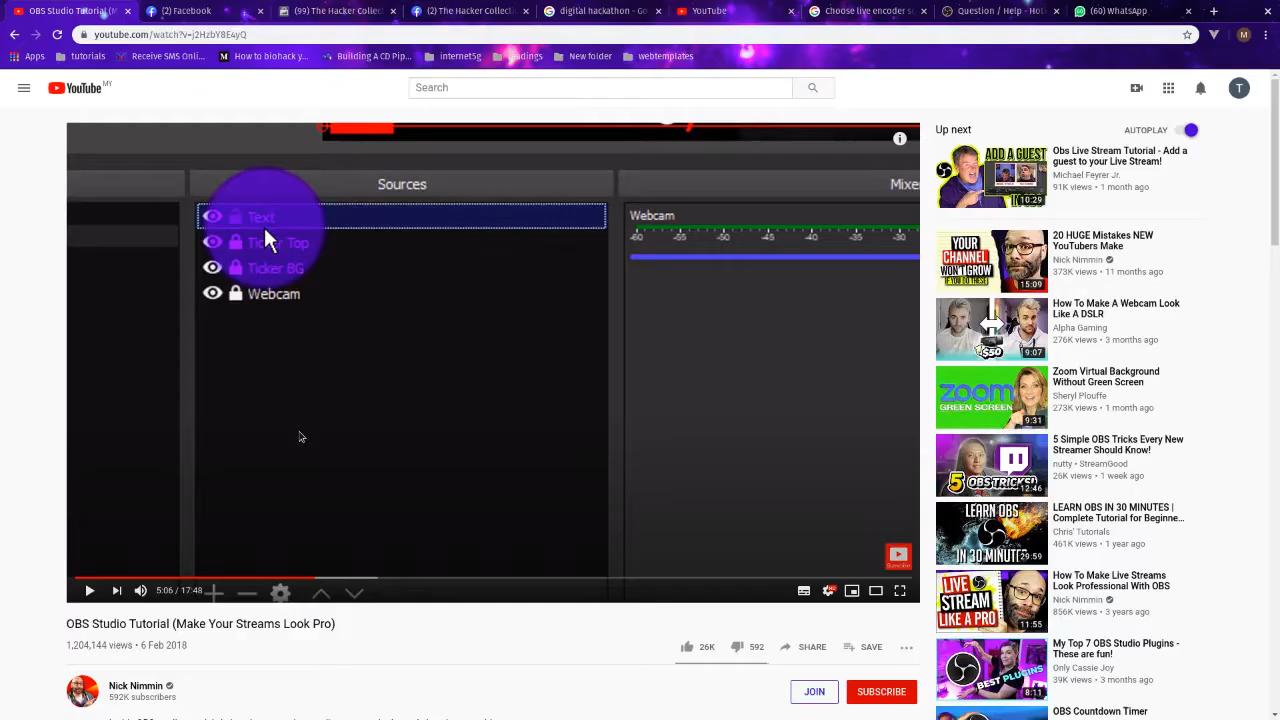 OBS Studio Tutorial (M
(2) Facebook
(99) The Hacker Collect
(2) The Hacker Collecti
digital hackathon - Go
YouTube
Choose live encoder s
OBS Studio / Help - Ho
(60) WhatsApp
youtube.com/watch?v=j2HzbY8E4yQ
M
Apps
tutorials
Receive SMS Onli...
How to biohack y...
Building A CD Pip...
internet5g
readings
New folder
webtemplates
YouTube MY
Search
T
Sources
Mixe
Text
Ticker Top
Ticker BG
Webcam
Webcam
-60 -55 -50 -45 -40 -35 -30
Subscribe
5:06 / 17:48
HD
OBS Studio Tutorial (Make Your Streams Look Pro)
1,204,144 views • 6 Feb 2018
26K
592
SHARE
SAVE
Nick Nimmin
592K subscribers
JOIN
SUBSCRIBE
Up next
AUTOPLAY
ADD A GUEST
TO
10:29
Obs Live Stream Tutorial - Add a
guest to your Live Stream!
Michael Feyrer Jr.
91K views • 1 month ago
YOUR
CHANNEL
WON'T GROW
IF YOU DO THESE
15:09
20 HUGE Mistakes NEW
YouTubers Make
Nick Nimmin
373K views • 11 months ago
$50
9:07
How To Make A Webcam Look
Like A DSLR
Alpha Gaming
276K views • 3 months ago
ZOOM
GREEN SCREEN
9:31
Zoom Virtual Background
Without Green Screen
Sheryl Plouffe
273K views • 1 month ago
5 OBS TRICKS!
12:46
5 Simple OBS Tricks Every New
Streamer Should Know!
nutty • StreamGood
26K views • 1 week ago
LEARN OBS
IN 30 MINUTES
29:59
LEARN OBS IN 30 MINUTES |
Complete Tutorial for Beginne...
Chris' Tutorials
461K views • 1 year ago
LIVE
STREAM
LIKE A PRO
11:55
How To Make Live Streams
Look Professional With OBS
Nick Nimmin
856K views • 3 years ago
BEST PLUGINS
8:11
My Top 7 OBS Studio Plugins -
These are fun!
Only Cassie Joy
39K views • 3 months ago
OBS Countdown Timer